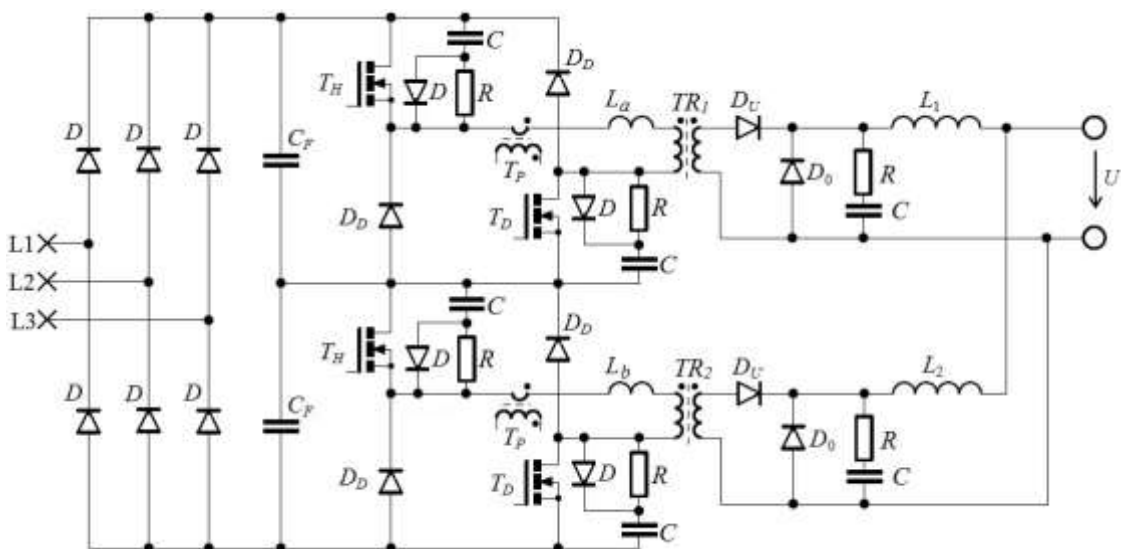 C
D_D
T_H D R
L_a TR_1 D_U L_1
D D D
C_F
T_P
D_0 R U
D_D T_D D R C
L1
C
L2
C
D_D
L3
T_H D R
L_b TR_2 D_U L_2
D D D
C_F
T_P
D_0 R
D_D T_D D R C
C